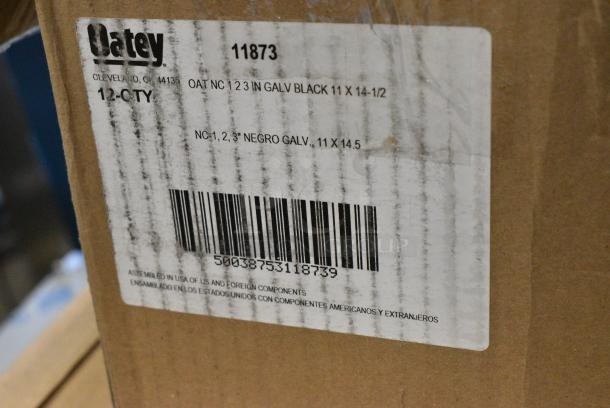 Oatey 11873
CLEVELAND, OH, 44135 OAT NC 1 2 3 IN GALV BLACK 11 X 14-1/2
12-QTY
NC-1, 2, 3" NEGRO GALV., 11 X 14.5
50038753118739
ASSEMBLED IN USA OF US AND FOREIGN COMPONENTS
ENSAMBLADO EN LOS ESTADOS UNIDOS CON COMPONENTES AMERICANOS Y EXTRANJEROS